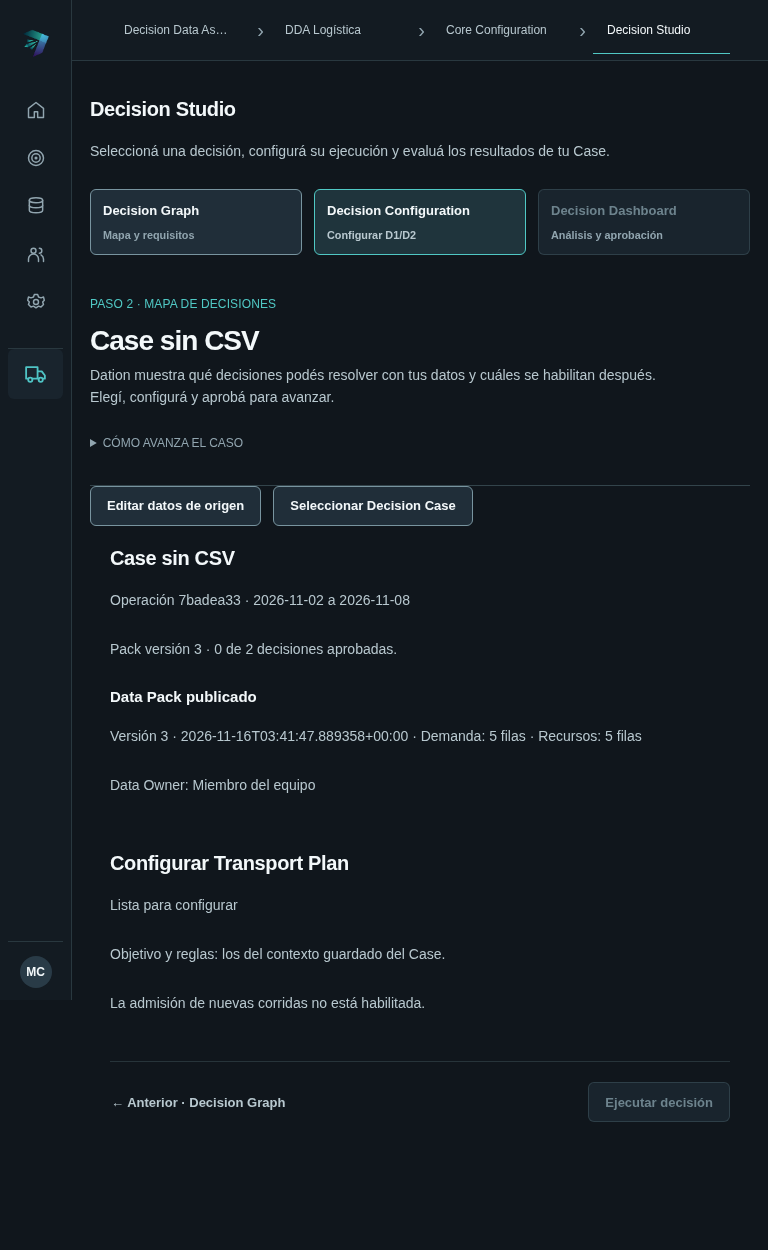 Decision Data As…
›
DDA Logística
›
Core Configuration
›
Decision Studio
Decision Studio
Seleccioná una decisión, configurá su ejecución y evaluá los resultados de tu Case.
Decision Graph
Mapa y requisitos
Decision Configuration
Configurar D1/D2
Decision Dashboard
Análisis y aprobación
PASO 2 · MAPA DE DECISIONES
Case sin CSV
Dation muestra qué decisiones podés resolver con tus datos y cuáles se habilitan después.
Elegí, configurá y aprobá para avanzar.
CÓMO AVANZA EL CASO
Editar datos de origen
Seleccionar Decision Case
Case sin CSV
Operación 7badea33 · 2026-11-02 a 2026-11-08
Pack versión 3 · 0 de 2 decisiones aprobadas.
Data Pack publicado
Versión 3 · 2026-11-16T03:41:47.889358+00:00 · Demanda: 5 filas · Recursos: 5 filas
Data Owner: Miembro del equipo
Configurar Transport Plan
Lista para configurar
Objetivo y reglas: los del contexto guardado del Case.
La admisión de nuevas corridas no está habilitada.
MC
← Anterior · Decision Graph
Ejecutar decisión